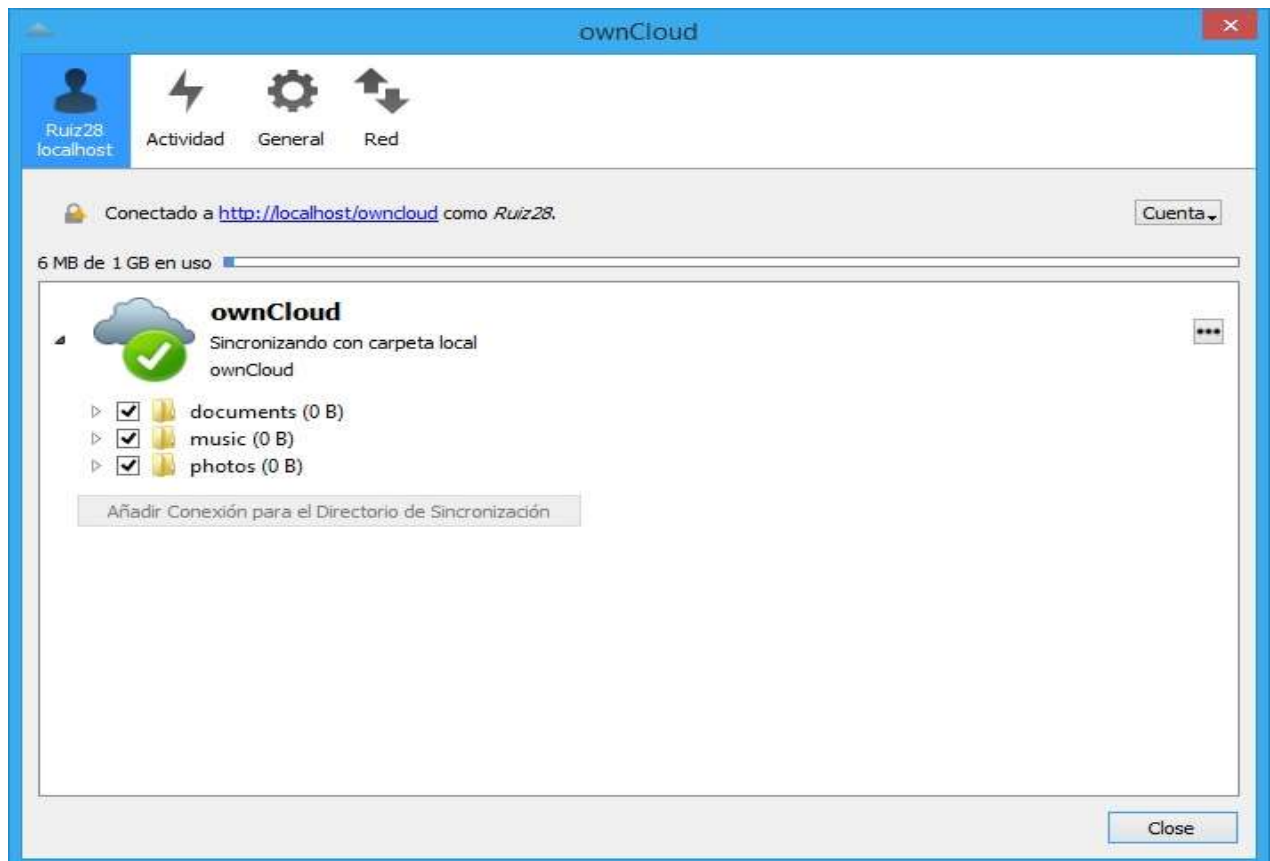 ownCloud
Ruiz28
localhost
Actividad
General
Red
Conectado a http://localhost/owncloud como Ruiz28.
Cuenta
6 MB de 1 GB en uso
ownCloud
Sincronizando con carpeta local
ownCloud
documents (0 B)
music (0 B)
photos (0 B)
Añadir Conexión para el Directorio de Sincronización
Close